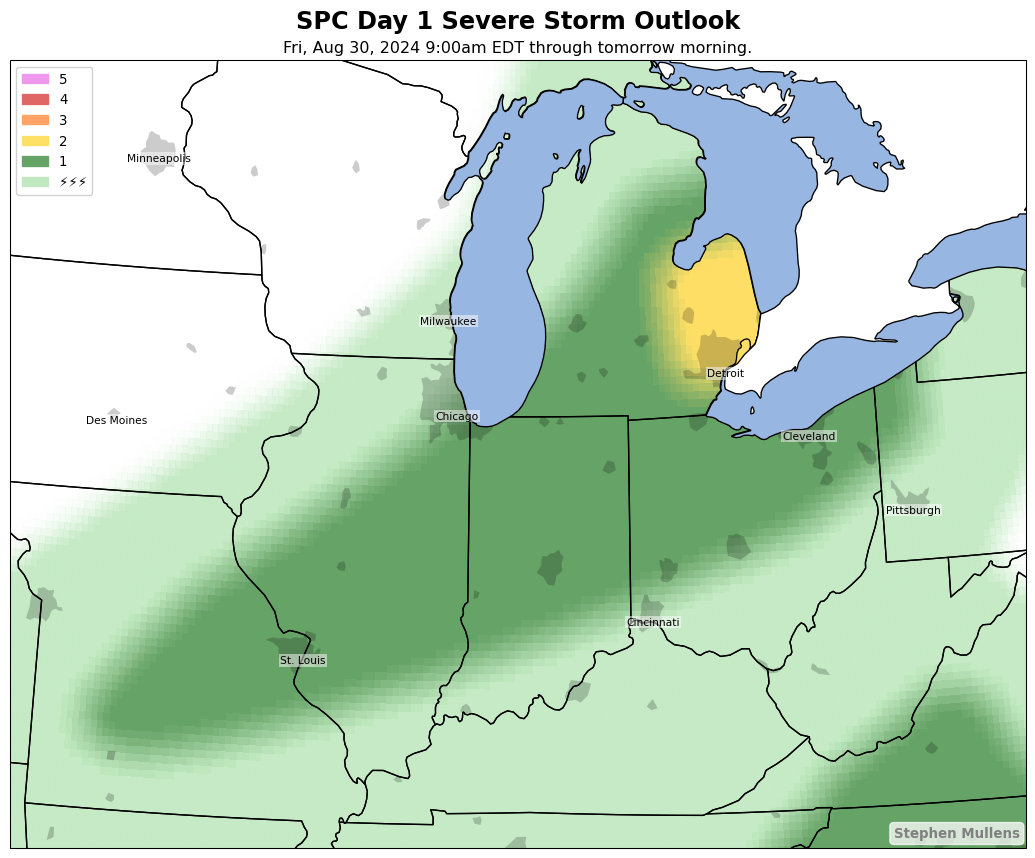 SPC Day 1 Severe Storm Outlook
Fri, Aug 30, 2024 9:00am EDT through tomorrow morning.
5
4
3
2
1
⚡⚡⚡
Minneapolis
Milwaukee
Detroit
Des Moines
Chicago
Cleveland
Pittsburgh
Cincinnati
St. Louis
Stephen Mullens